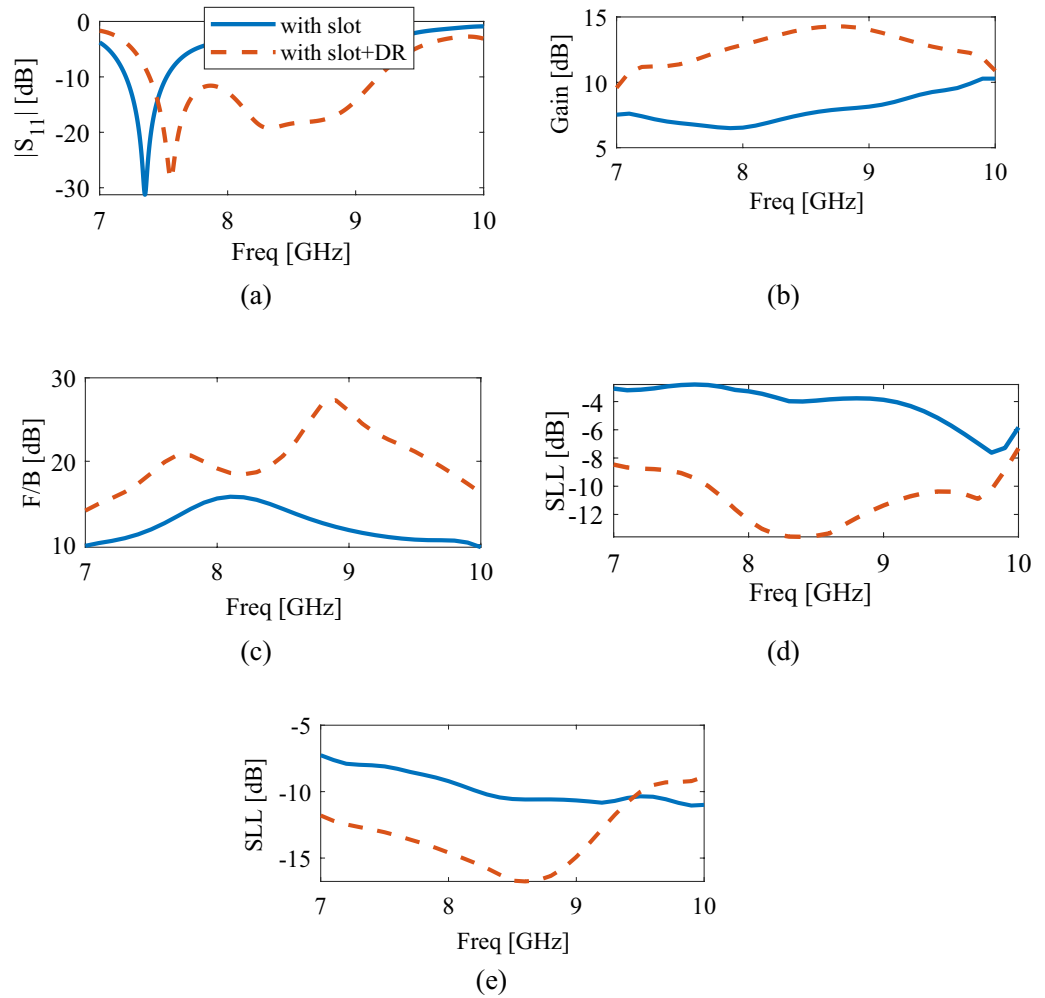 with slot
with slot+DR
|S11| [dB]
0
-10
-20
-30
7
8
9
10
Freq [GHz]
(a)
Gain [dB]
15
10
5
7
8
9
10
Freq [GHz]
(b)
F/B [dB]
30
20
10
7
8
9
10
Freq [GHz]
(c)
SLL [dB]
-4
-6
-8
-10
-12
7
8
9
10
Freq [GHz]
(d)
SLL [dB]
-5
-10
-15
7
8
9
10
Freq [GHz]
(e)